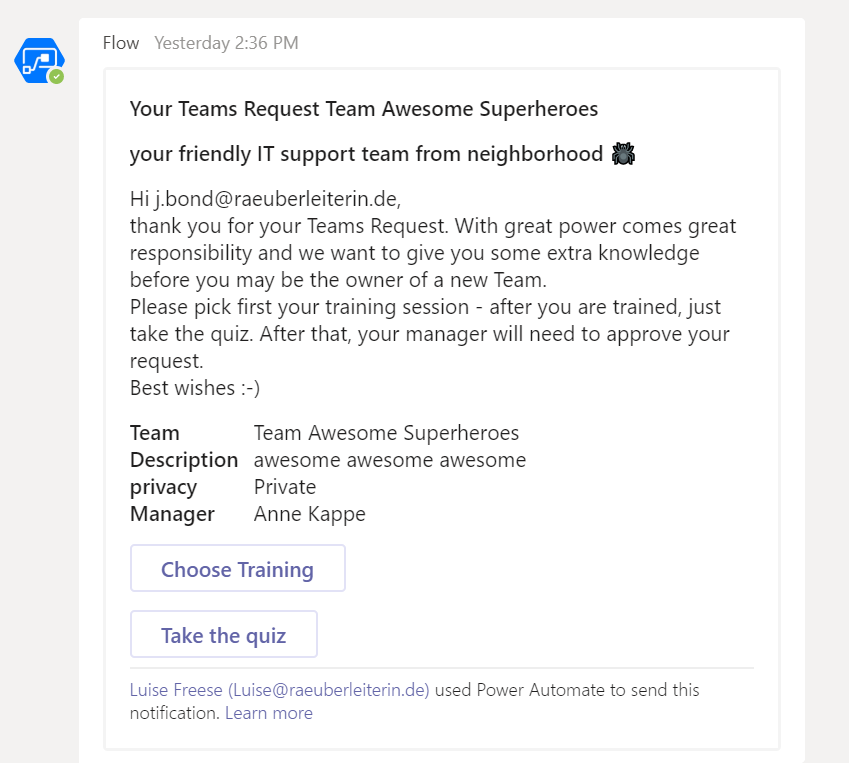 Flow Yesterday 2:36 PM
Your Teams Request Team Awesome Superheroes
your friendly IT support team from neighborhood 🕷
Hi j.bond@raeuberleiterin.de,
thank you for your Teams Request. With great power comes great
responsibility and we want to give you some extra knowledge
before you may be the owner of a new Team.
Please pick first your training session - after you are trained, just
take the quiz. After that, your manager will need to approve your
request.
Best wishes :-)
Team Team Awesome Superheroes
Description awesome awesome awesome
privacy Private
Manager Anne Kappe
Choose Training
Take the quiz
Luise Freese (Luise@raeuberleiterin.de) used Power Automate to send this
notification. Learn more